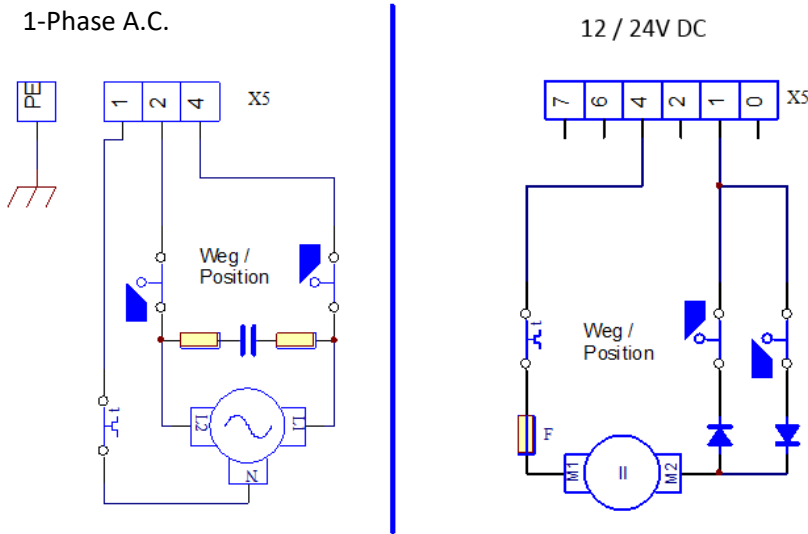 1-Phase A.C.
PE
1 2 4 X5
Weg /
Position
t
L2 L1
N
12 / 24V DC
7 6 4 2 1 0 X5
Weg /
Position
t
F
M1 II M2